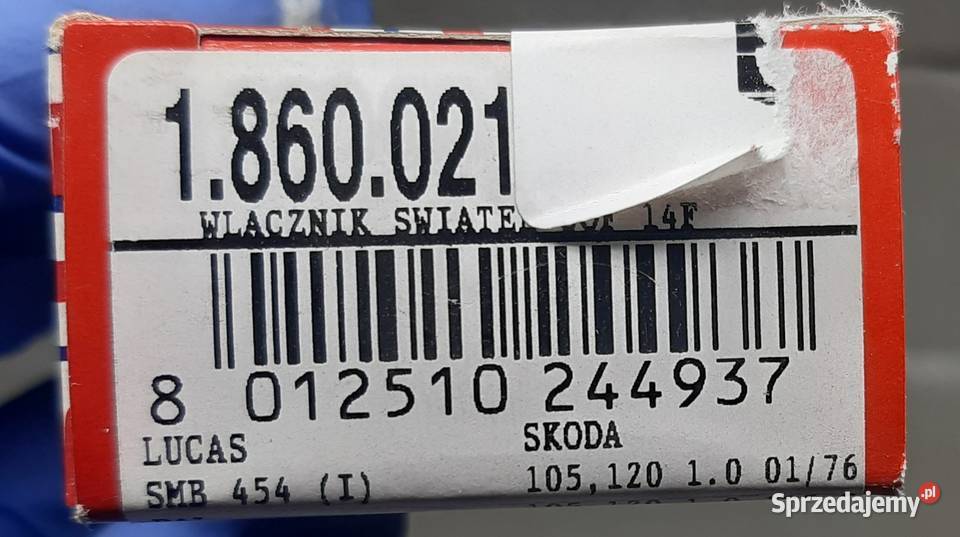 1.860.021
WLACZNIK 14F
8 012510 244937
LUCAS
SMB 454 (I)
SKODA
105,120 1.0 01/76
Sprzedajemy.pl